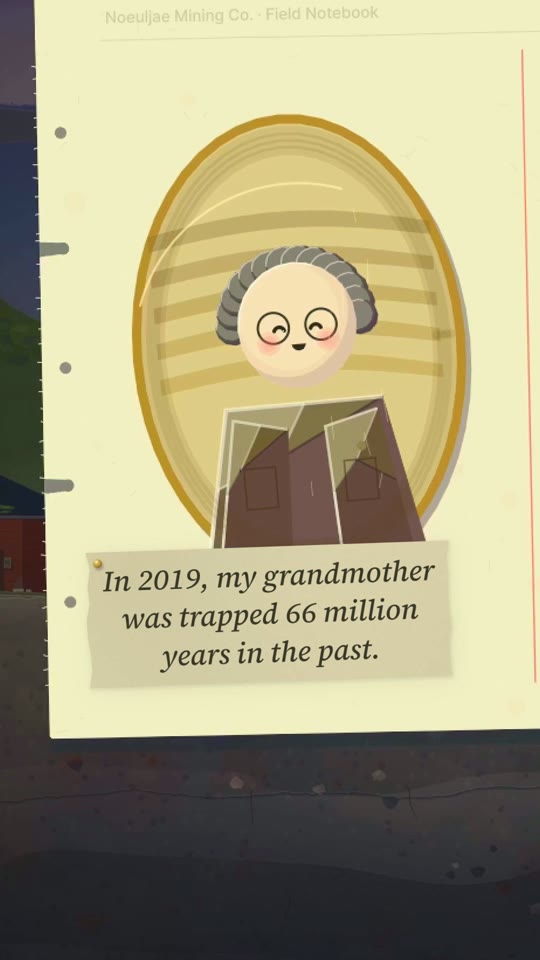 Noeuljae Mining Co. · Field Notebook
In 2019, my grandmother
was trapped 66 million
years in the past.